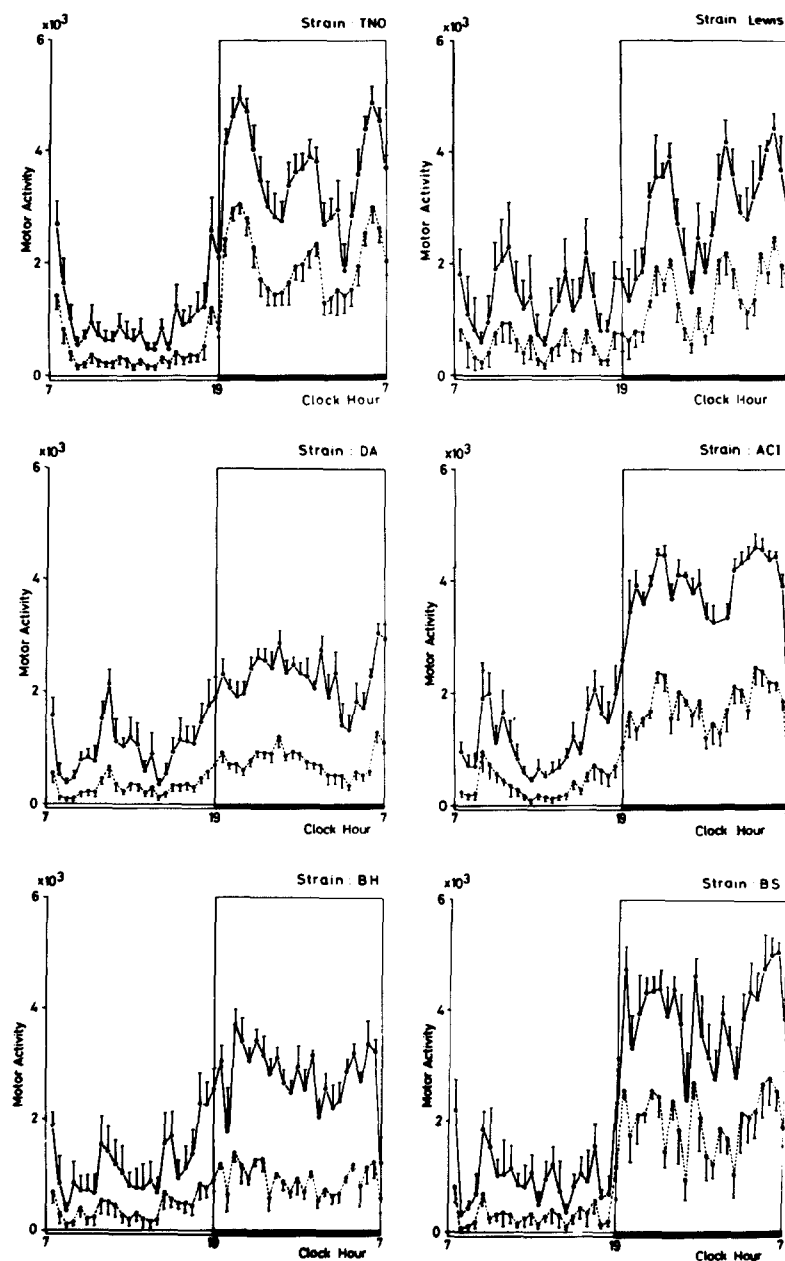 x10³
Strain : TNO
6
4
2
0
Motor Activity
7
19
7
Clock Hour
x10³
Strain : Lewis
6
4
2
0
Motor Activity
7
19
Clock Hour
x10³
Strain : DA
6
4
2
0
Motor Activity
7
19
7
Clock Hour
x10³
Strain : ACI
6
4
2
0
Motor Activity
7
19
Clock Hour
x10³
Strain : BH
6
4
2
0
Motor Activity
7
19
7
Clock Hour
x10³
Strain : BS
6
4
2
0
Motor Activity
7
19
7
Clock Hour